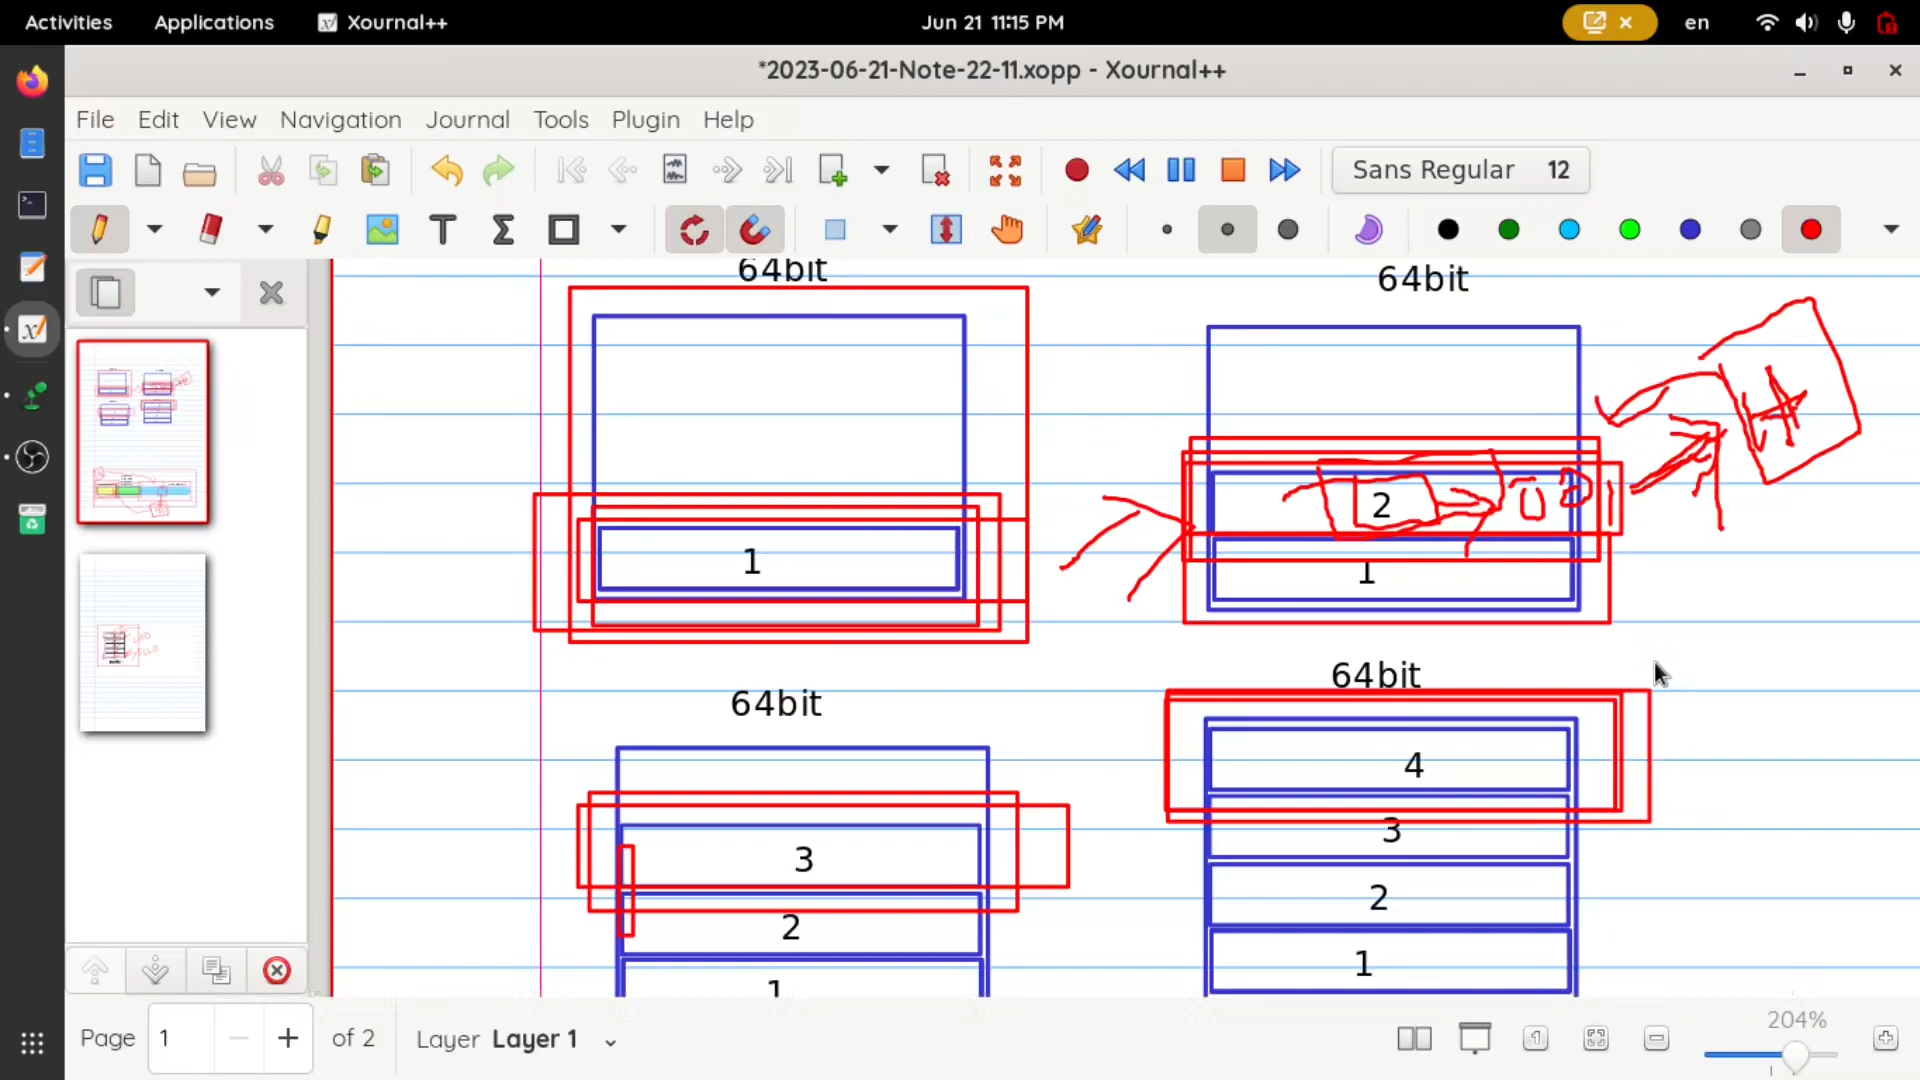 Activities Applications Xournal++ Jun 21 11:15 PM en
*2023-06-21-Note-22-11.xopp - Xournal++
File Edit View Navigation Journal Tools Plugin Help
Sans Regular 12
64bit 64bit
2
1 1
64bit 64bit
4
3 3
2 2
1 1
Page 1 of 2 Layer Layer 1 204%